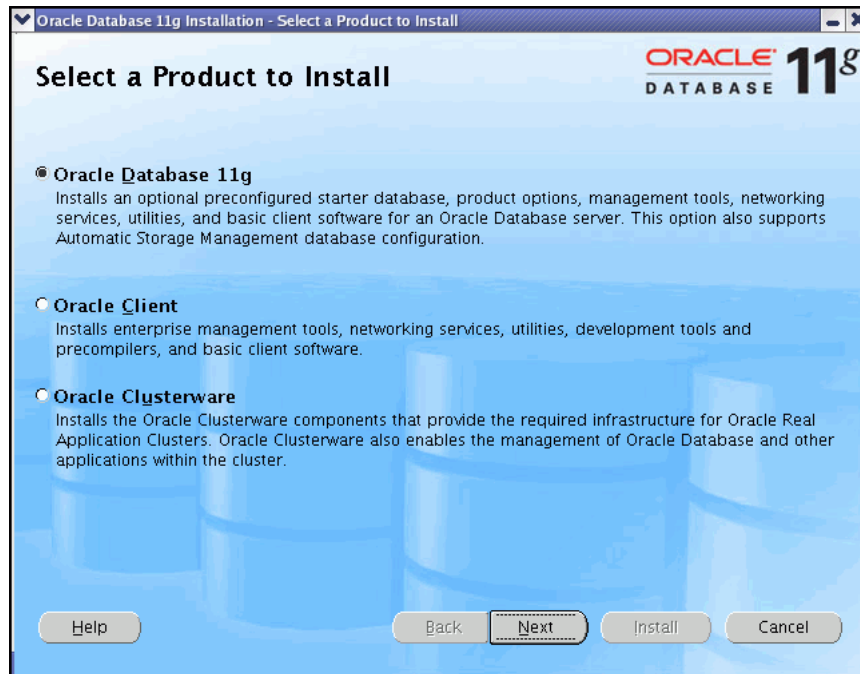 Oracle Database 11g Installation - Select a Product to Install
Select a Product to Install
ORACLE 11g
DATABASE
Oracle Database 11g
Installs an optional preconfigured starter database, product options, management tools, networking
services, utilities, and basic client software for an Oracle Database server. This option also supports
Automatic Storage Management database configuration.
Oracle Client
Installs enterprise management tools, networking services, utilities, development tools and
precompilers, and basic client software.
Oracle Clusterware
Installs the Oracle Clusterware components that provide the required infrastructure for Oracle Real
Application Clusters. Oracle Clusterware also enables the management of Oracle Database and other
applications within the cluster.
Help Back Next Install Cancel